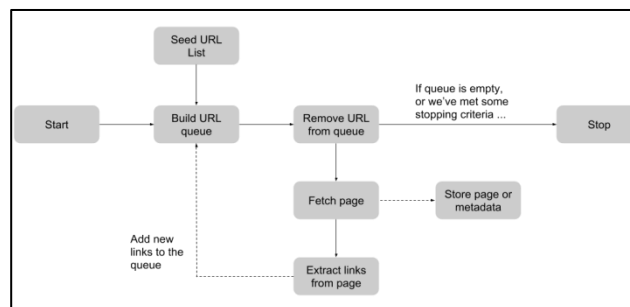 Seed URL
List
If queue is empty,
or we've met some
stopping criteria ...
Start
Build URL
queue
Remove URL
from queue
Stop
Fetch page
Store page or
metadata
Add new
links to the
queue
Extract links
from page